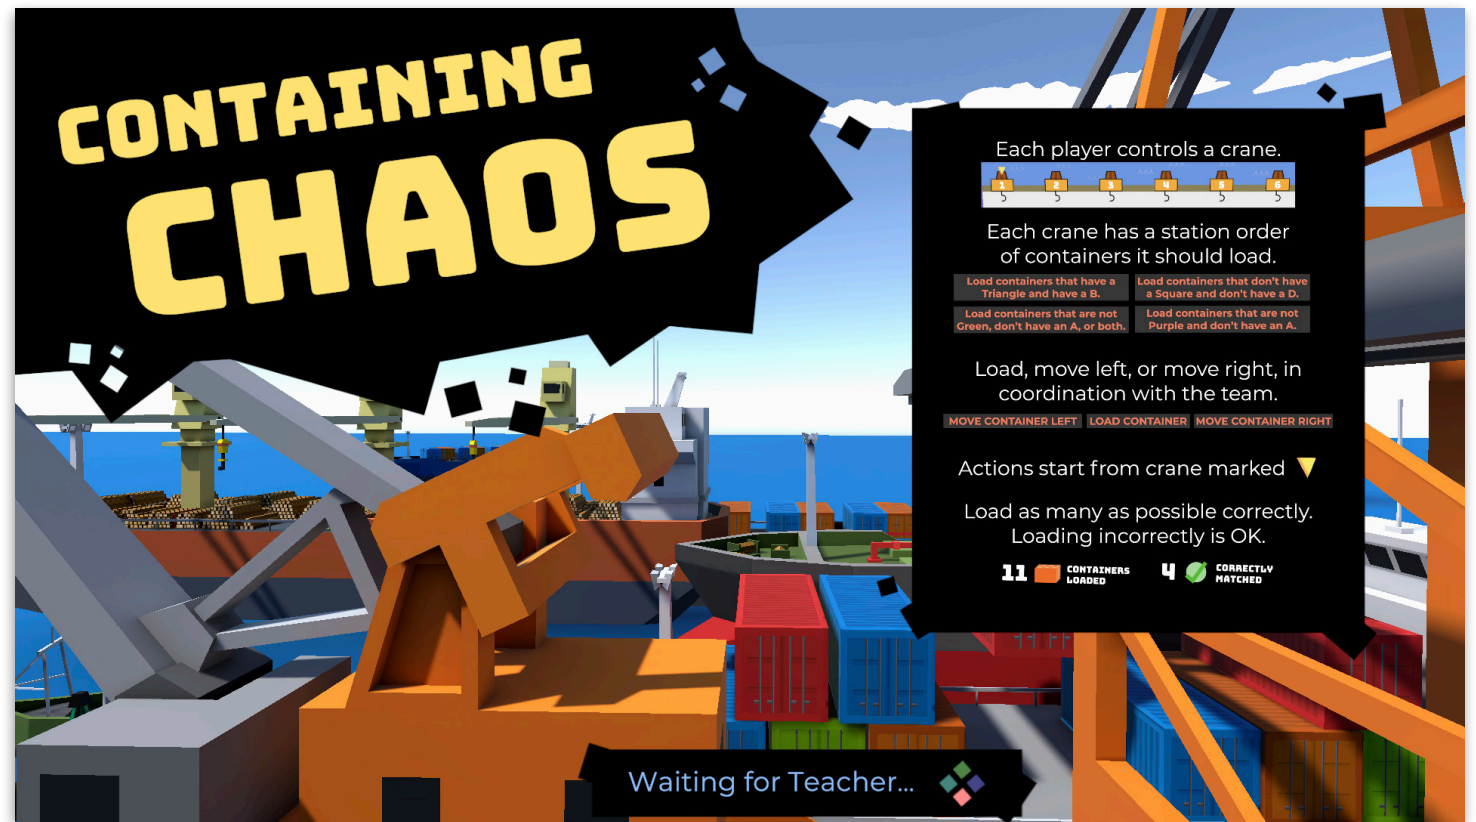 CONTAINING
CHAOS
Each player controls a crane.
1 2 3 4 5 6
Each crane has a station order
of containers it should load.
Load containers that have a
Triangle and have a B.
Load containers that don't have
a Square and don't have a D.
Load containers that are not
Green, don't have an A, or both.
Load containers that are not
Purple and don't have an A.
Load, move left, or move right, in
coordination with the team.
MOVE CONTAINER LEFT
LOAD CONTAINER
MOVE CONTAINER RIGHT
Actions start from crane marked
Load as many as possible correctly.
Loading incorrectly is OK.
11 CONTAINERS
LOADED
4 CORRECTLY
MATCHED
Waiting for Teacher...